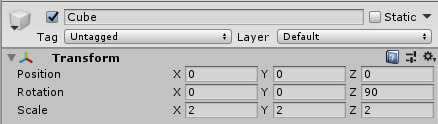 Cube Static
Tag Untagged Layer Default
Transform
Position X 0 Y 0 Z 0
Rotation X 0 Y 0 Z 90
Scale X 2 Y 2 Z 2